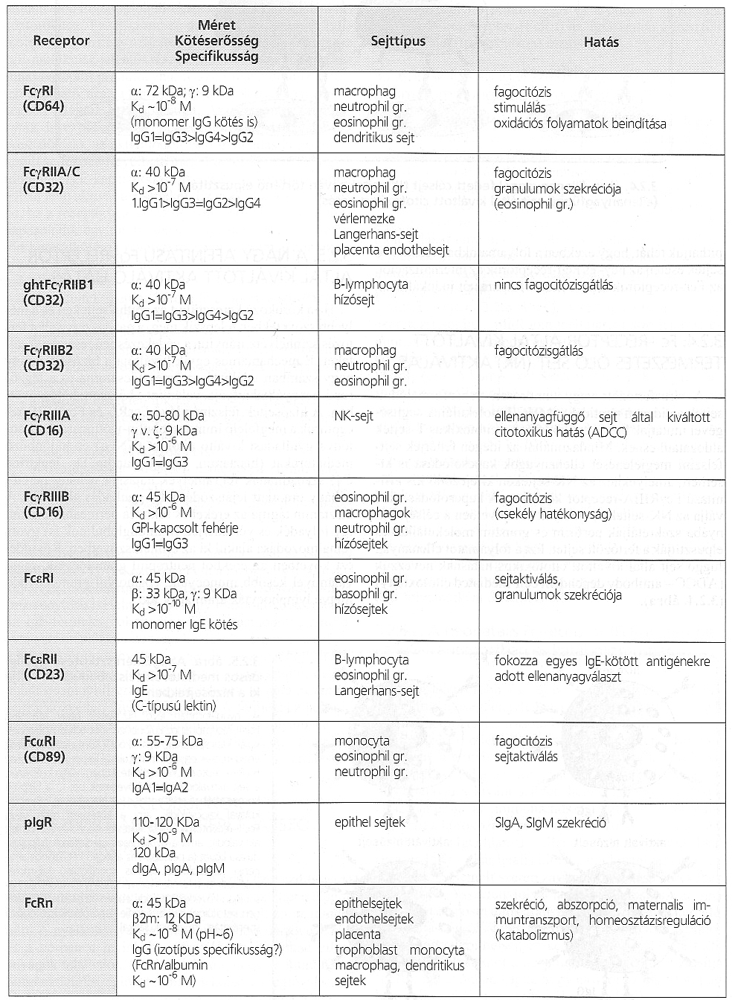 Receptor
Méret
Kötéserősség
Specifikusság
Sejttípus
Hatás
FcγRI
(CD64)
α: 72 kDa; γ: 9 kDa
Kd ~10-8 M
(monomer IgG kötés is)
IgG1=IgG3>IgG4>IgG2
macrophag
neutrophil gr.
eosinophil gr.
dendritikus sejt
fagocitózis
stimulálás
oxidációs folyamatok beindítása
FcγRIIA/C
(CD32)
α: 40 kDa
Kd >10-7 M
1.IgG1>IgG3=IgG2>IgG4
macrophag
neutrophil gr.
eosinophil gr.
vérlemezke
Langerhans-sejt
placenta endothelsejt
fagocitózis
granulumok szekréciója
(eosinophil gr.)
ghtFcγRIIB1
(CD32)
α: 40 kDa
Kd >10-7 M
IgG1=IgG3>IgG4>IgG2
B-lymphocyta
hízósejt
nincs fagocitózisgátlás
FcγRIIB2
(CD32)
α: 40 kDa
Kd >10-7 M
IgG1=IgG3>IgG4>IgG2
macrophag
neutrophil gr.
eosinophil gr.
fagocitózisgátlás
FcγRIIIA
(CD16)
α: 50-80 kDa
γ v. ζ: 9 kDa
Kd >10-6 M
IgG1=IgG3
NK-sejt
ellenanyagfüggő sejt által kiváltott
citotoxikus hatás (ADCC)
FcγRIIIB
(CD16)
α: 45 kDa
Kd >10-6 M
GPI-kapcsolt fehérje
IgG1=IgG3
eosinophil gr.
macrophagok
neutrophil gr.
hízósejtek
fagocitózis
(csekély hatékonyság)
FcεRI
α: 45 kDa
β: 33 kDa, γ: 9 KDa
Kd >10-10 M
monomer IgE kötés
eosinophil gr.
basophil gr.
hízósejtek
sejtaktiválás,
granulumok szekréciója
FcεRII
(CD23)
45 kDa
Kd >10-7 M
IgE
(C-típusú lektin)
B-lymphocyta
eosinophil gr.
Langerhans-sejt
fokozza egyes IgE-kötött antigénekre
adott ellenanyagválaszt
FcαRI
(CD89)
α: 55-75 kDa
γ: 9 KDa
Kd >10-6 M
IgA1=IgA2
monocyta
eosinophil gr.
neutrophil gr.
fagocitózis
sejtaktiválás
pIgR
110-120 KDa
Kd >10-9 M
120 kDa
dIgA, pIgA, pIgM
epithel sejtek
SIgA, SIgM szekréció
FcRn
α: 45 kDa
β2m: 12 KDa
Kd ~10-8 M (pH~6)
IgG (izotípus specifikusság?)
(FcRn/albumin
Kd ~10-6 M)
epithelsejtek
endothelsejtek
placenta
trophoblast monocyta
macrophag, dendritikus
sejtek
szekréció, abszorpció, maternalis im-
muntranszport, homeosztázisreguláció
(katabolizmus)